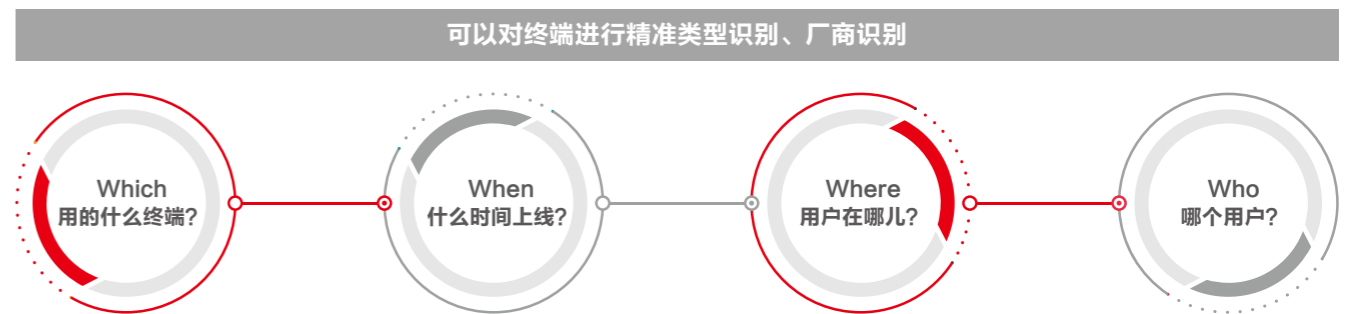 可以对终端进行精准类型识别、厂商识别
Which
用的什么终端?
When
什么时间上线?
Where
用户在哪儿?
Who
哪个用户?